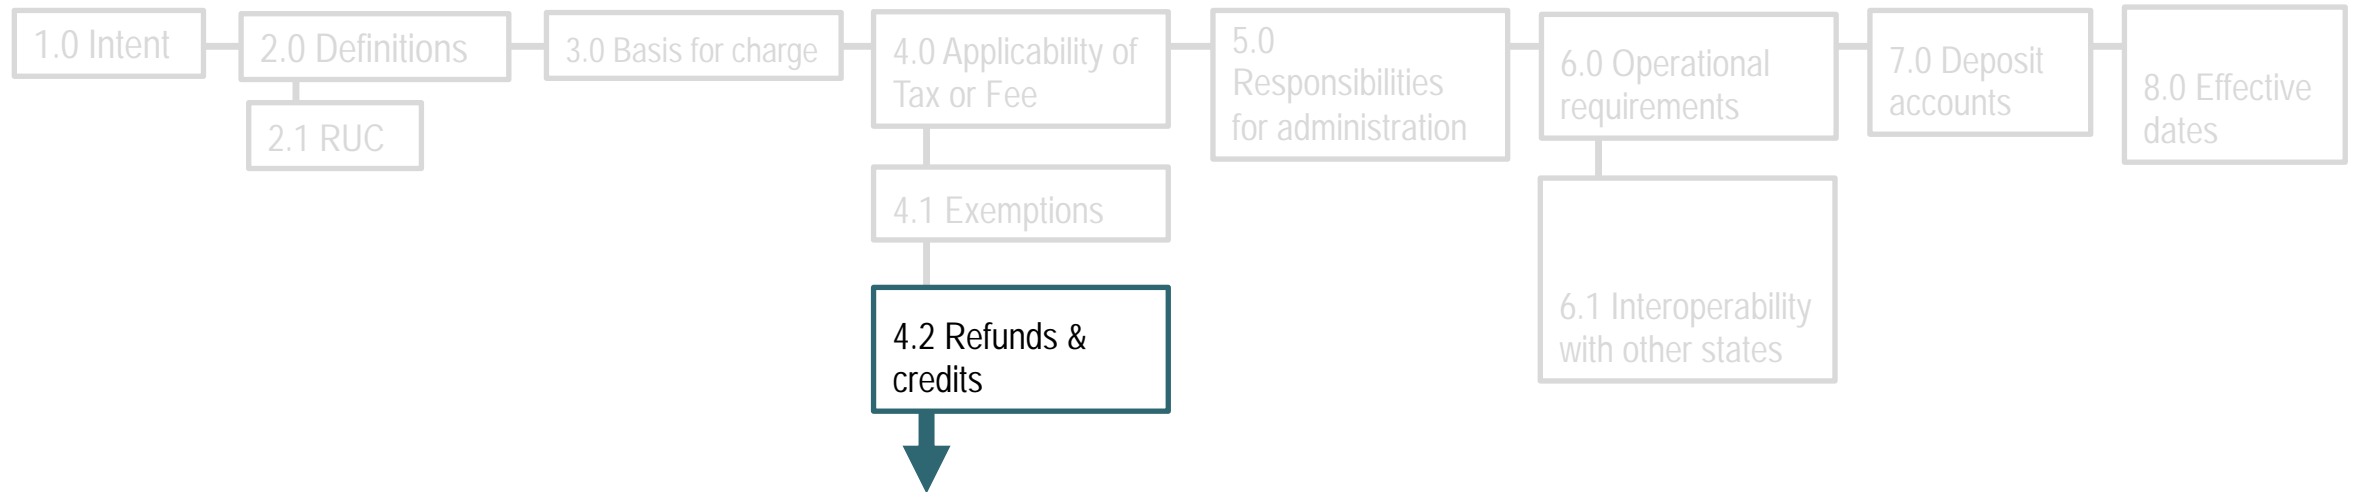 1.0 Intent
2.0 Definitions
2.1 RUC
3.0 Basis for charge
4.0 Applicability of
Tax or Fee
4.1 Exemptions
4.2 Refunds &
credits
5.0
Responsibilities
for administration
6.0 Operational
requirements
6.1 Interoperability
with other states
7.0 Deposit
accounts
8.0 Effective
dates